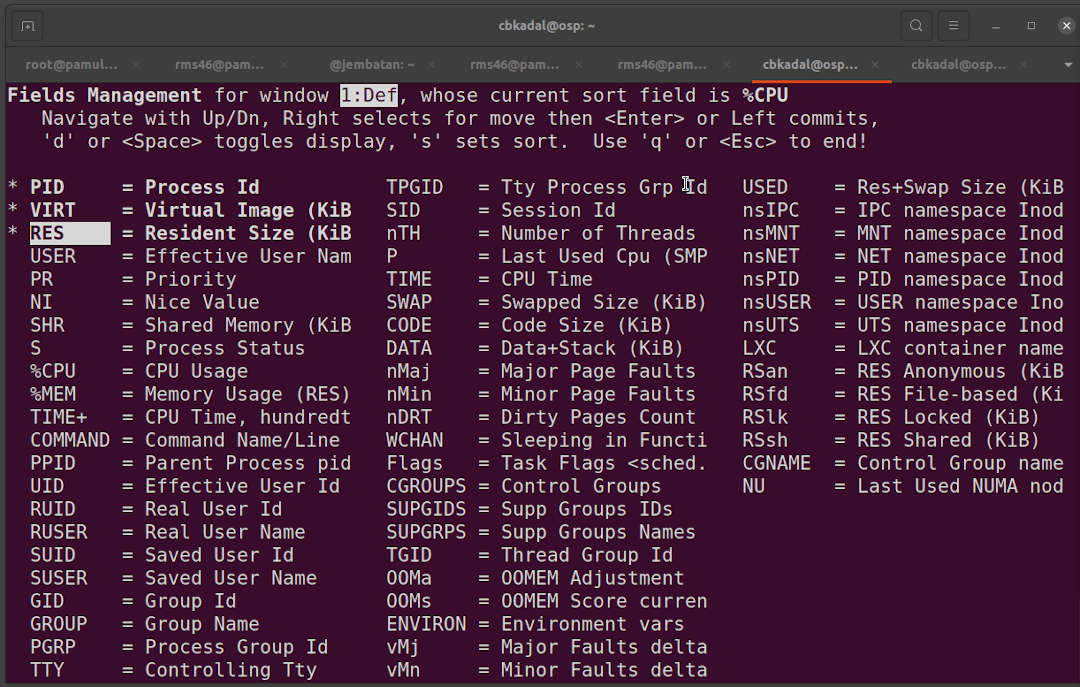 cbkadal@osp: ~
root@pamul... × rms46@pam... × @jembatan: ~ × rms46@pam... × rms46@pam... × cbkadal@osp... × cbkadal@osp... ×
Fields Management for window 1:Def, whose current sort field is %CPU
Navigate with Up/Dn, Right selects for move then <Enter> or Left commits,
'd' or <Space> toggles display, 's' sets sort.  Use 'q' or <Esc> to end!
* PID     = Process Id             TPGID   = Tty Process Grp Id   USED    = Res+Swap Size (KiB
* VIRT    = Virtual Image (KiB   SID     = Session Id           nsIPC   = IPC namespace Inod
* RES     = Resident Size (KiB   nTH     = Number of Threads    nsMNT   = MNT namespace Inod
USER    = Effective User Nam   P       = Last Used Cpu (SMP   nsNET   = NET namespace Inod
PR      = Priority             TIME    = CPU Time             nsPID   = PID namespace Inod
NI      = Nice Value           SWAP    = Swapped Size (KiB)   nsUSER  = USER namespace Ino
SHR     = Shared Memory (KiB   CODE    = Code Size (KiB)      nsUTS   = UTS namespace Inod
S       = Process Status       DATA    = Data+Stack (KiB)     LXC     = LXC container name
%CPU    = CPU Usage            nMaj    = Major Page Faults    RSan    = RES Anonymous (KiB
%MEM    = Memory Usage (RES)   nMin    = Minor Page Faults    RSfd    = RES File-based (Ki
TIME+   = CPU Time, hundredt   nDRT    = Dirty Pages Count    RSlk    = RES Locked (KiB)
COMMAND = Command Name/Line    WCHAN   = Sleeping in Functi   RSsh    = RES Shared (KiB)
PPID    = Parent Process pid   Flags   = Task Flags <sched.   CGNAME  = Control Group name
UID     = Effective User Id    CGROUPS = Control Groups       NU      = Last Used NUMA nod
RUID    = Real User Id         SUPGIDS = Supp Groups IDs
RUSER   = Real User Name       SUPGRPS = Supp Groups Names
SUID    = Saved User Id        TGID    = Thread Group Id
SUSER   = Saved User Name      OOMa    = OOMEM Adjustment
GID     = Group Id             OOMs    = OOMEM Score curren
GROUP   = Group Name           ENVIRON = Environment vars
PGRP    = Process Group Id     vMj     = Major Faults delta
TTY     = Controlling Tty      vMn     = Minor Faults delta